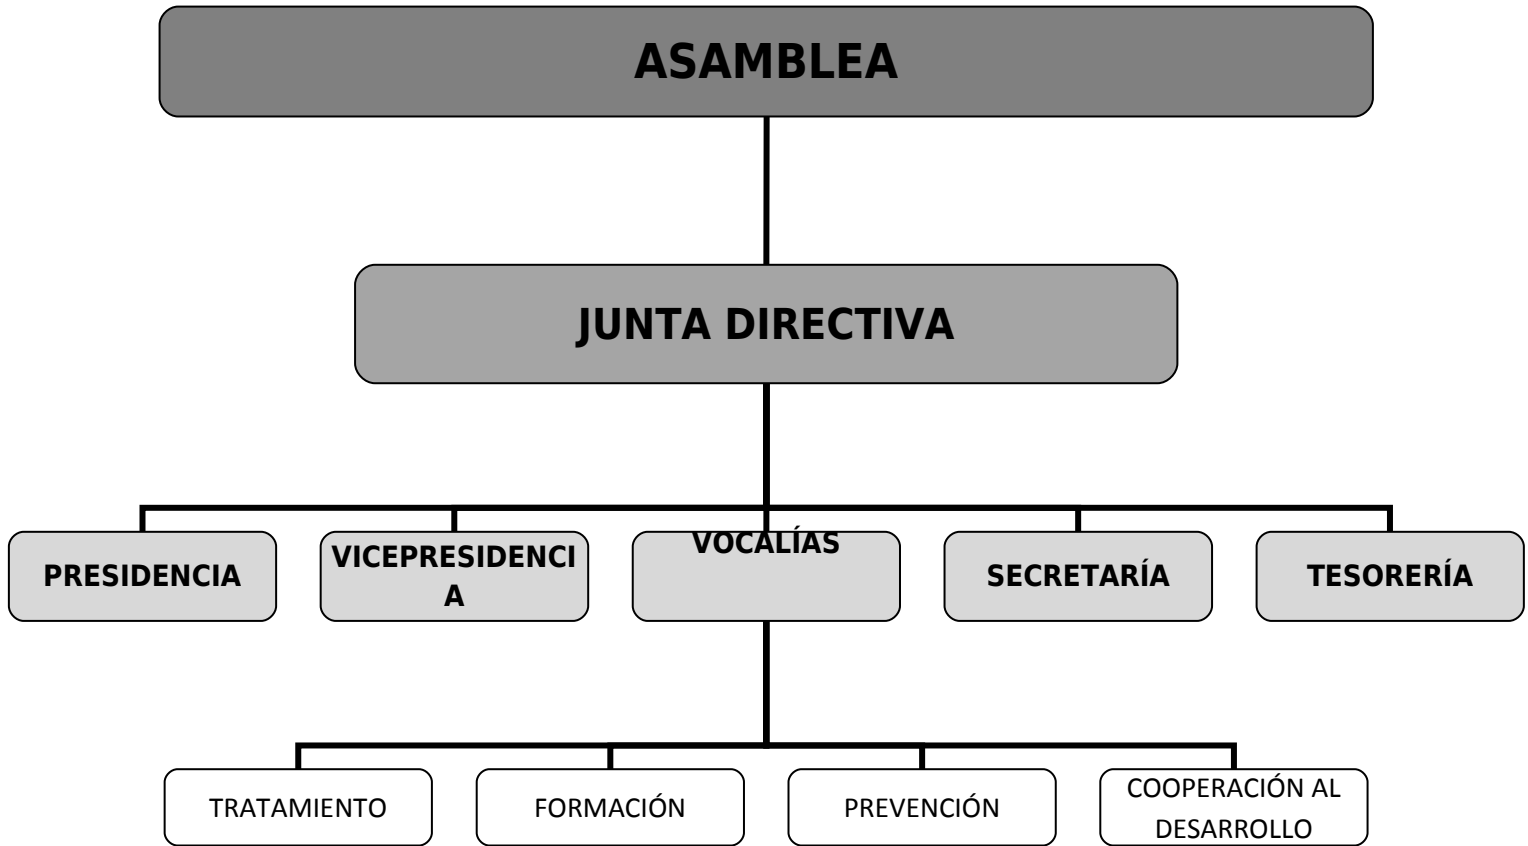 ASAMBLEA
JUNTA DIRECTIVA
PRESIDENCIA
VICEPRESIDENCI
A
VOCALÍAS
SECRETARÍA
TESORERÍA
TRATAMIENTO
FORMACIÓN
PREVENCIÓN
COOPERACIÓN AL
DESARROLLO